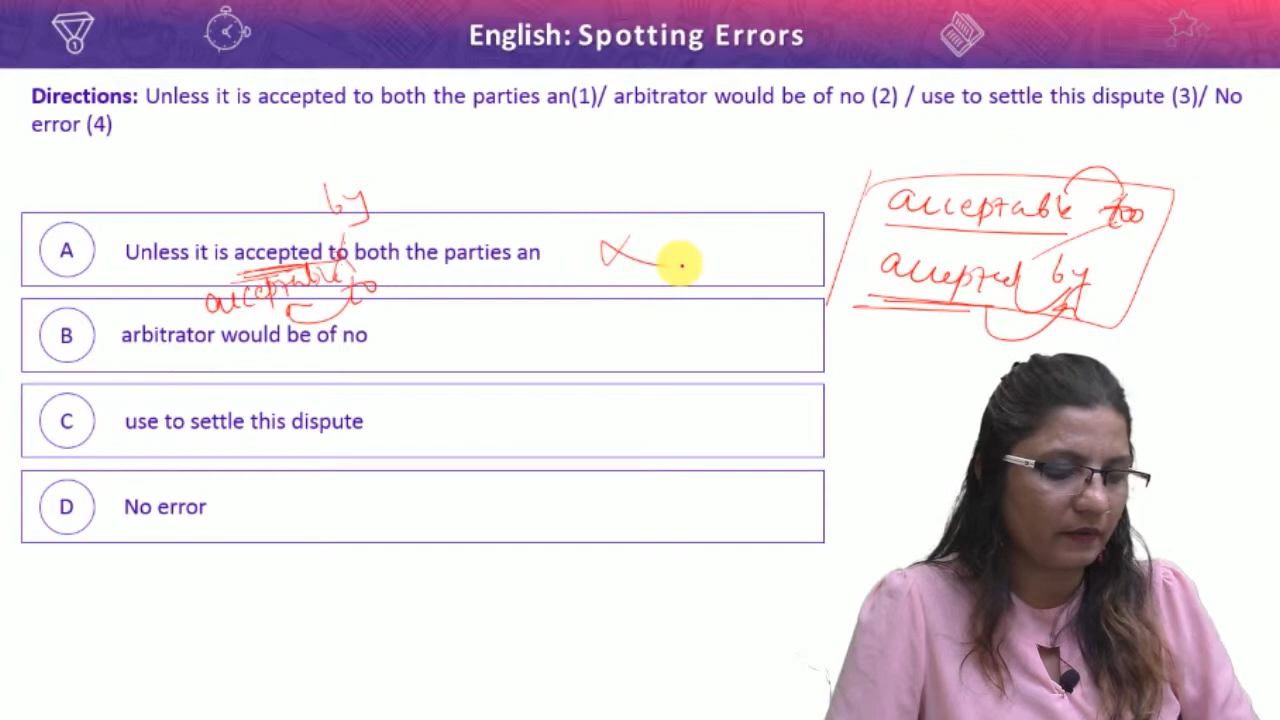 English: Spotting Errors
Directions: Unless it is accepted to both the parties an(1)/ arbitrator would be of no (2) / use to settle this dispute (3)/ No
error (4)
by
acceptable to
accepted by
A Unless it is accepted to both the parties an
acceptable to
B arbitrator would be of no
C use to settle this dispute
D No error